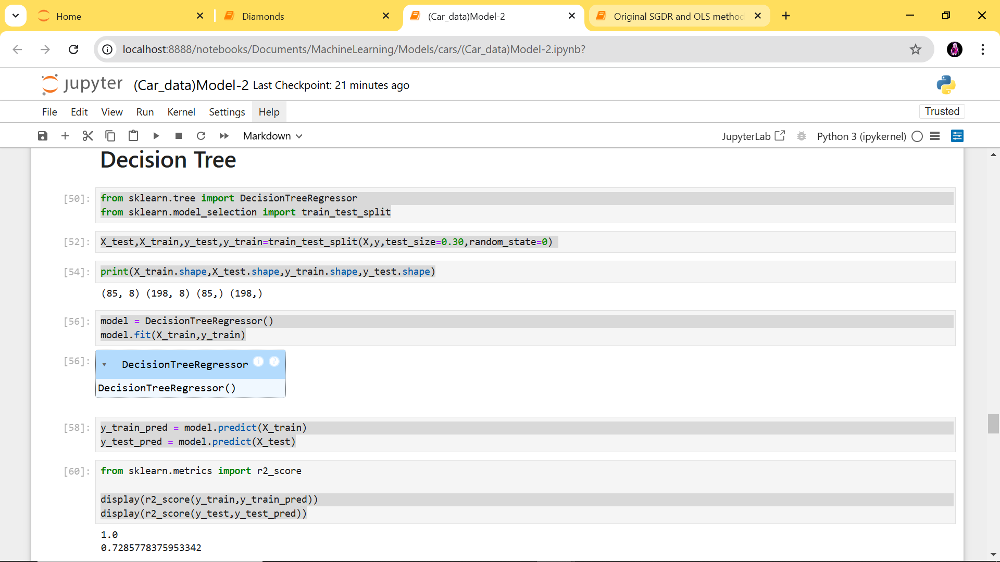 Home
Diamonds
(Car_data)Model-2
Original SGDR and OLS method
localhost:8888/notebooks/Documents/MachineLearning/Models/cars/(Car_data)Model-2.ipynb?
jupyter (Car_data)Model-2 Last Checkpoint: 21 minutes ago
File Edit View Run Kernel Settings Help
Trusted
Markdown
JupyterLab
Python 3 (ipykernel)
Decision Tree
[50]:
from sklearn.tree import DecisionTreeRegressor
from sklearn.model_selection import train_test_split
[52]:
X_test,X_train,y_test,y_train=train_test_split(X,y,test_size=0.30,random_state=0)
[54]:
print(X_train.shape,X_test.shape,y_train.shape,y_test.shape)
(85, 8) (198, 8) (85,) (198,)
[56]:
model = DecisionTreeRegressor()
model.fit(X_train,y_train)
[56]:
DecisionTreeRegressor i ?
DecisionTreeRegressor()
[58]:
y_train_pred = model.predict(X_train)
y_test_pred = model.predict(X_test)
[60]:
from sklearn.metrics import r2_score
display(r2_score(y_train,y_train_pred))
display(r2_score(y_test,y_test_pred))
1.0
0.7285778375953342